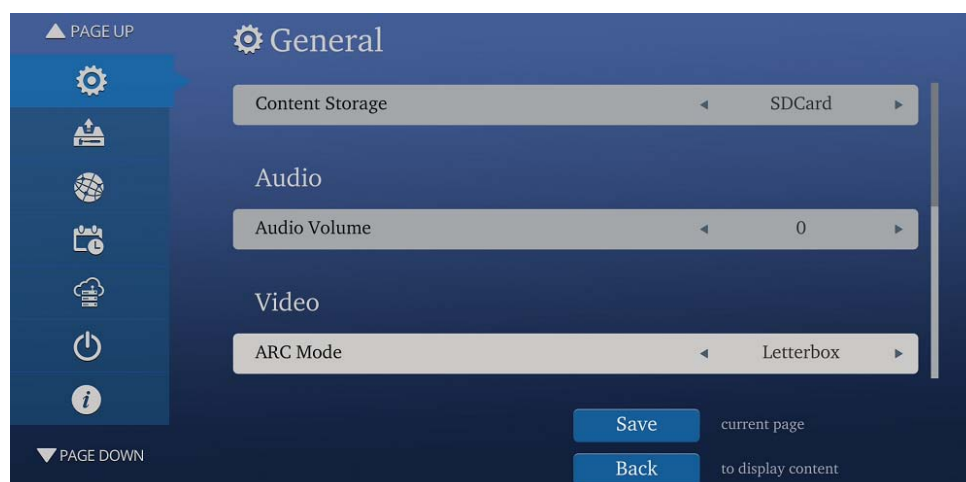 PAGE UP
General
Content Storage SDCard
Audio
Audio Volume 0
Video
ARC Mode Letterbox
Save current page
Back to display content
PAGE DOWN